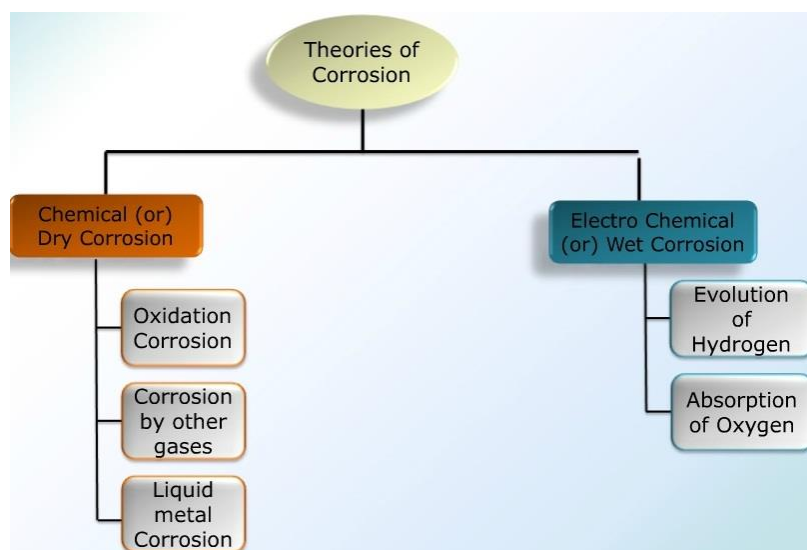 Theories of
Corrosion
Chemical (or)
Dry Corrosion
Oxidation
Corrosion
Corrosion
by other
gases
Liquid
metal
Corrosion
Electro Chemical
(or) Wet Corrosion
Evolution
of
Hydrogen
Absorption
of Oxygen